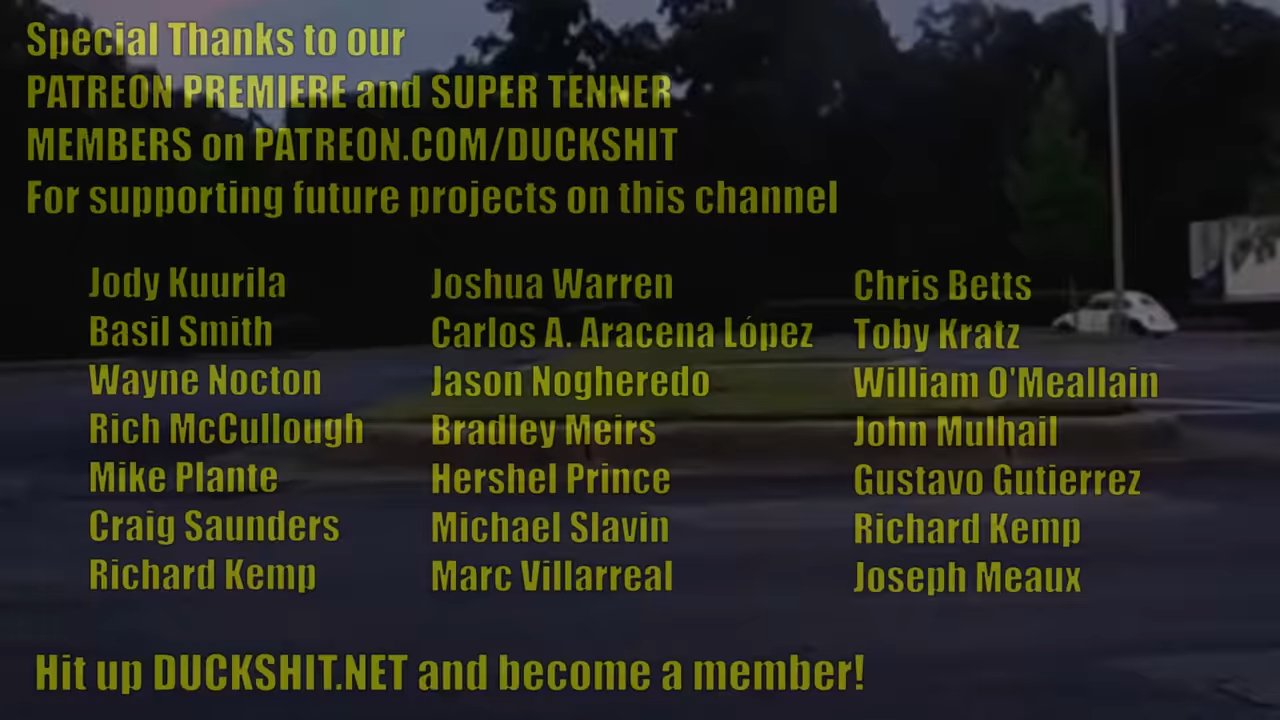 Special Thanks to our
PATREON PREMIERE and SUPER TENNER
MEMBERS on PATREON.COM/DUCKSHIT
For supporting future projects on this channel
Jody Kuurila
Basil Smith
Wayne Nocton
Rich McCullough
Mike Plante
Craig Saunders
Richard Kemp
Joshua Warren
Carlos A. Aracena López
Jason Nogheredo
Bradley Meirs
Hershel Prince
Michael Slavin
Marc Villarreal
Chris Betts
Toby Kratz
William O'Meallain
John Mulhail
Gustavo Gutierrez
Richard Kemp
Joseph Meaux
Hit up DUCKSHIT.NET and become a member!